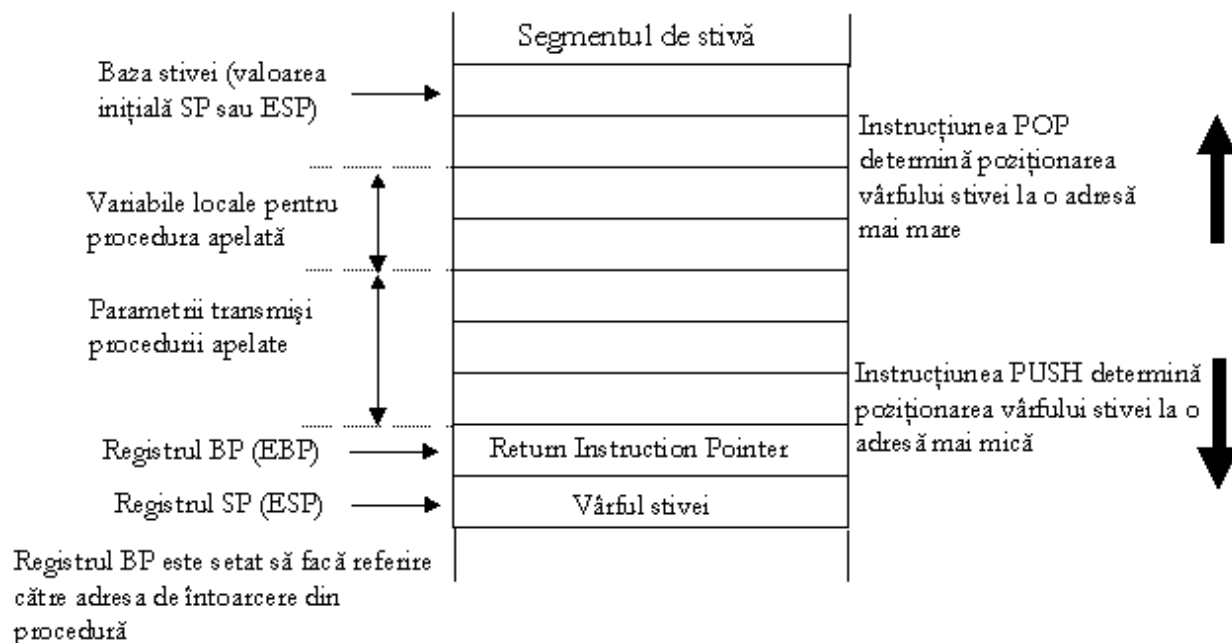 Segmentul de stivă
Baza stivei (valoarea
inițială SP sau ESP)
Instrucțiunea POP
determină poziționarea
vârfului stivei la o adresă
mai mare
Variabile locale pentru
procedura apelată
Parametrii transmişi
procedurii apelate
Instrucțiunea PUSH determină
poziționarea vârfului stivei la o
adresă mai mică
Registrul BP (EBP)
Return Instruction Pointer
Registrul SP (ESP)
Vârful stivei
Registrul BP este setat să facă referire
către adresa de întoarcere din
procedură